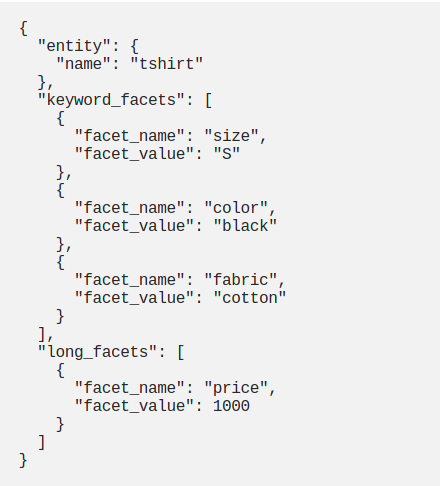 {
  "entity": {
    "name": "tshirt"
  },
  "keyword_facets": [
    {
      "facet_name": "size",
      "facet_value": "S"
    },
    {
      "facet_name": "color",
      "facet_value": "black"
    },
    {
      "facet_name": "fabric",
      "facet_value": "cotton"
    }
  ],
  "long_facets": [
    {
      "facet_name": "price",
      "facet_value": 1000
    }
  ]
}